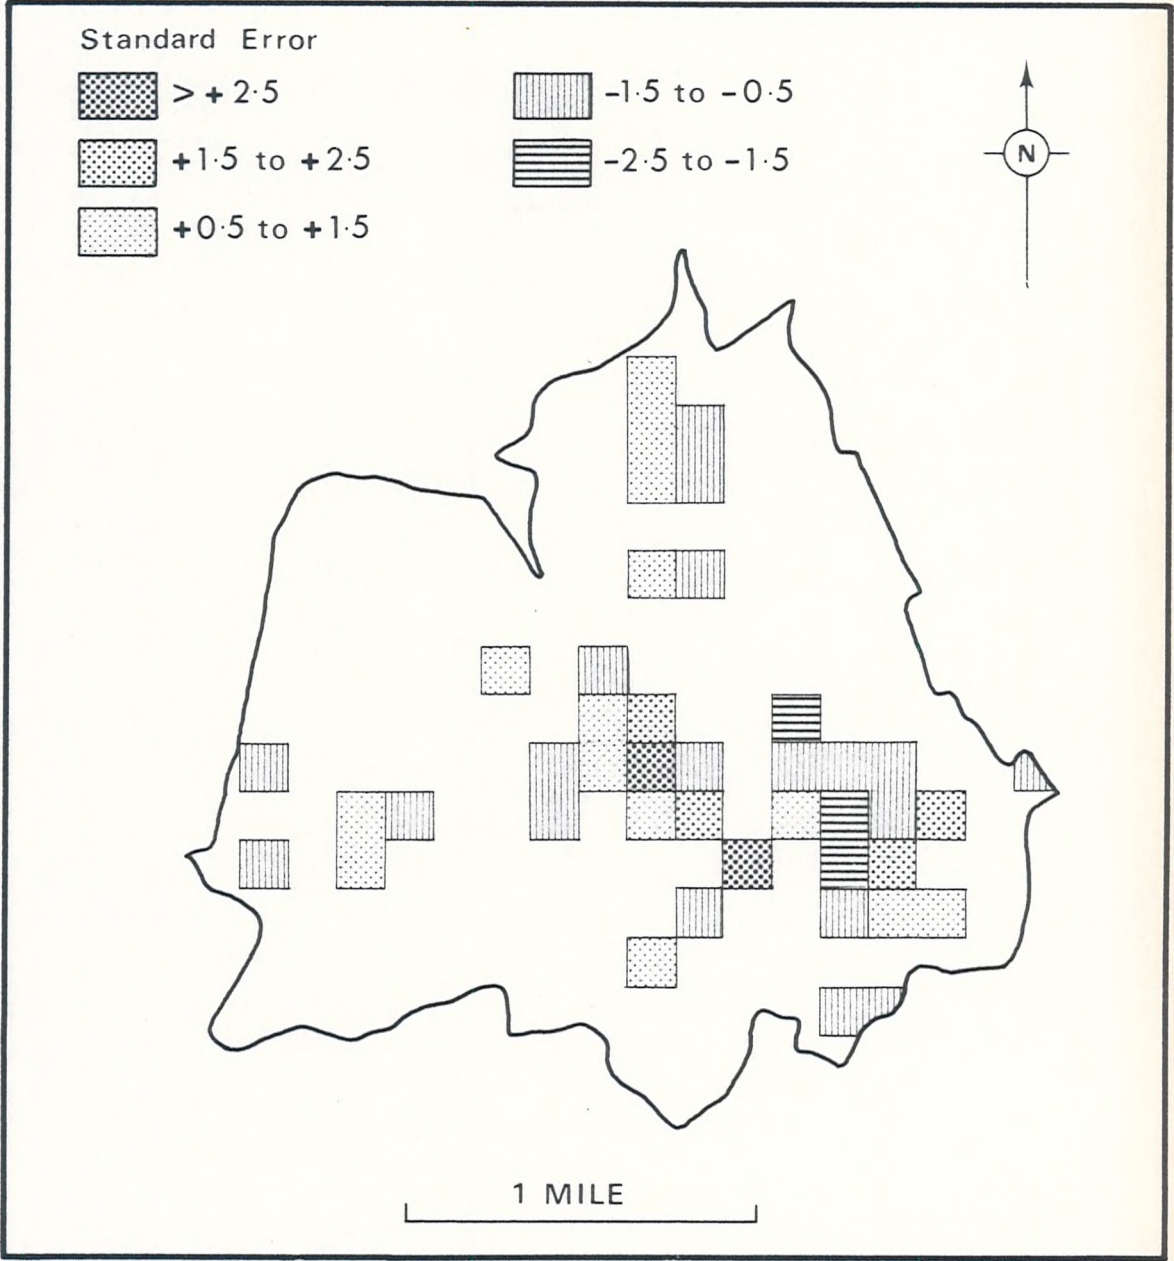 Standard Error
> + 2·5
+1·5 to +2·5
+0·5 to +1·5
-1·5 to -0·5
-2·5 to -1·5
N
1 MILE